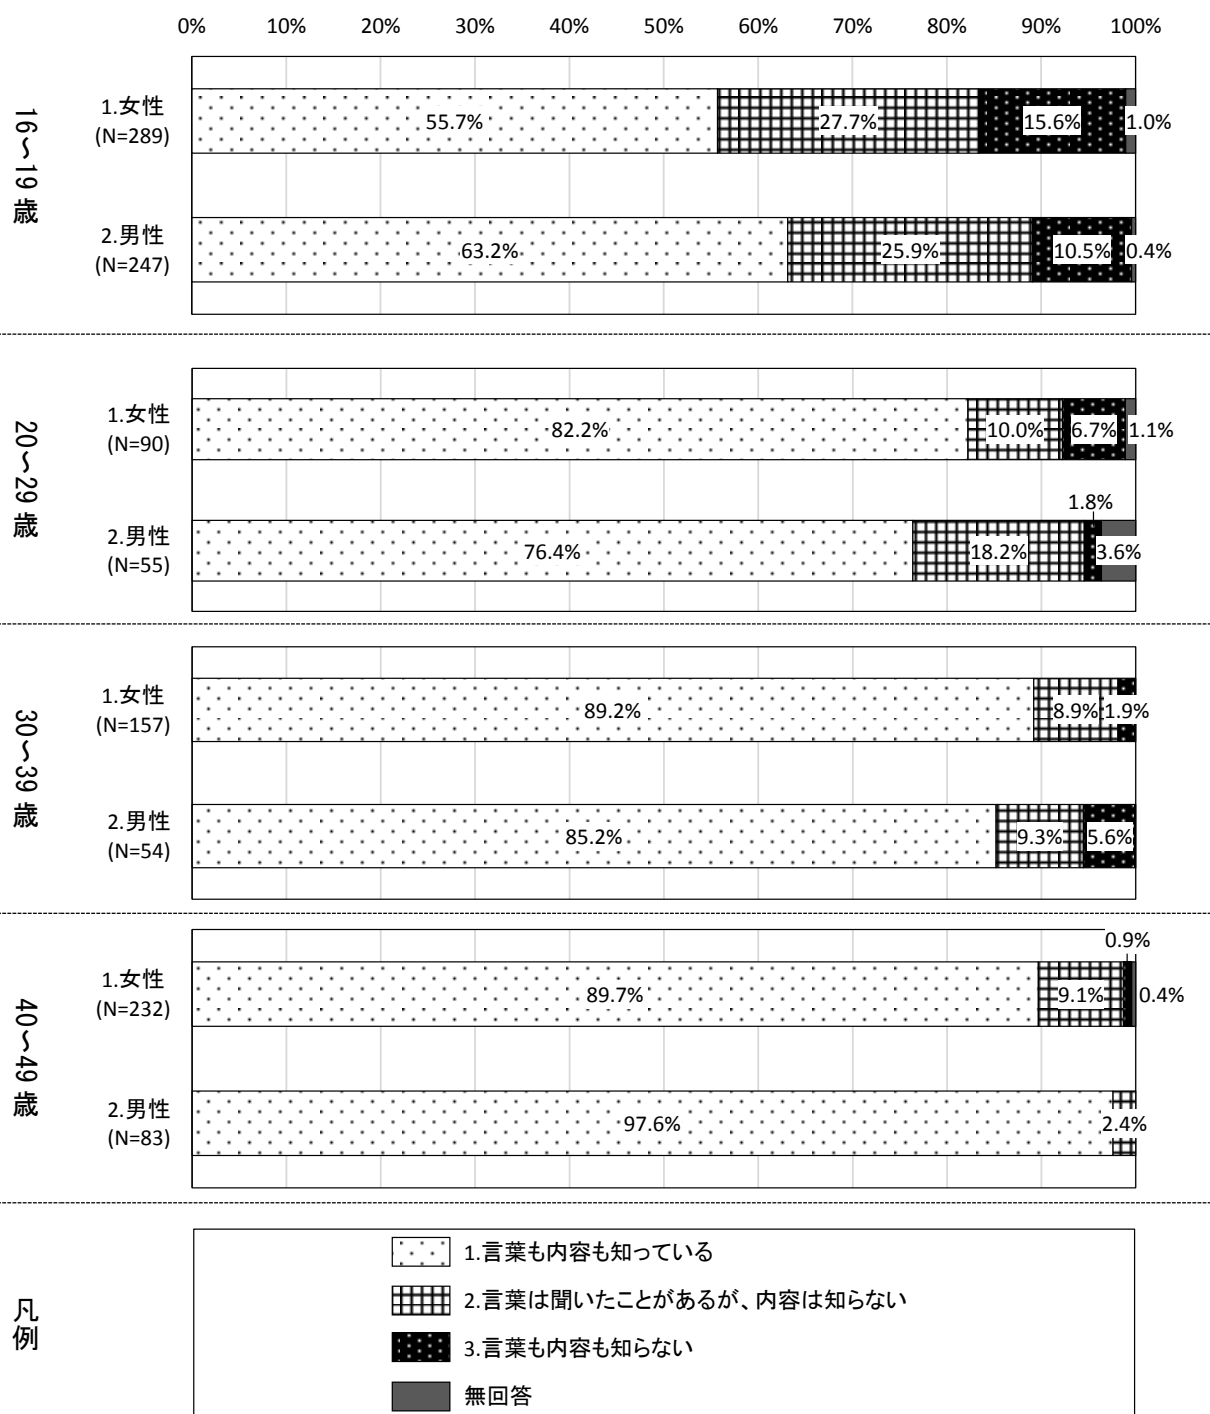 0% 10% 20% 30% 40% 50% 60% 70% 80% 90% 100%
16～19歳
1.女性
(N=289)
55.7% 27.7% 15.6% 1.0%
2.男性
(N=247)
63.2% 25.9% 10.5% 0.4%
20～29歳
1.女性
(N=90)
82.2% 10.0% 6.7% 1.1%
2.男性
(N=55)
76.4% 18.2% 1.8% 3.6%
30～39歳
1.女性
(N=157)
89.2% 8.9% 1.9%
2.男性
(N=54)
85.2% 9.3% 5.6%
40～49歳
1.女性
(N=232)
89.7% 9.1% 0.9% 0.4%
2.男性
(N=83)
97.6% 2.4%
凡例
1.言葉も内容も知っている
2.言葉は聞いたことがあるが、内容は知らない
3.言葉も内容も知らない
無回答